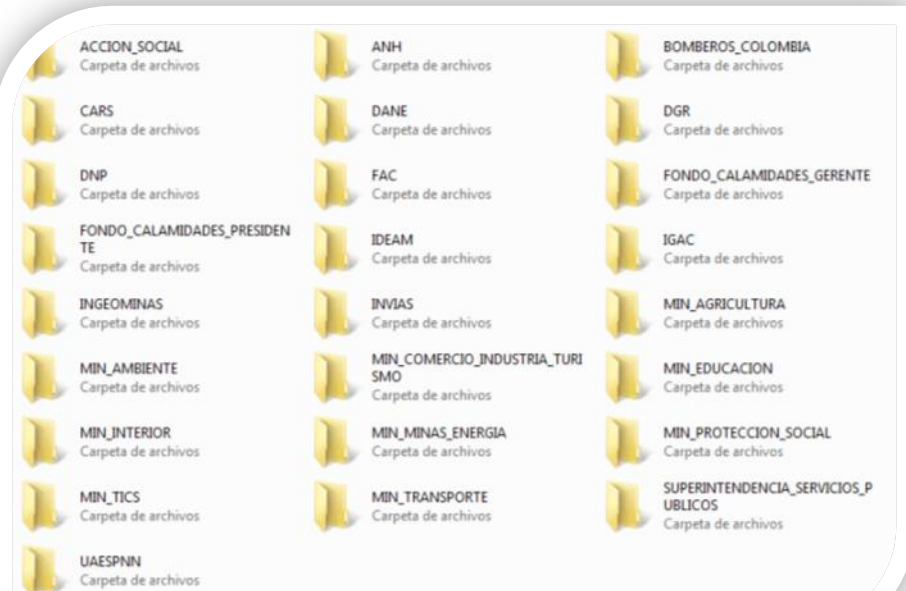 ACCION_SOCIAL
Carpeta de archivos
ANH
Carpeta de archivos
BOMBEROS_COLOMBIA
Carpeta de archivos
CARS
Carpeta de archivos
DANE
Carpeta de archivos
DGR
Carpeta de archivos
DNP
Carpeta de archivos
FAC
Carpeta de archivos
FONDO_CALAMIDADES_GERENTE
Carpeta de archivos
FONDO_CALAMIDADES_PRESIDEN
TE
Carpeta de archivos
IDEAM
Carpeta de archivos
IGAC
Carpeta de archivos
INGEOMINAS
Carpeta de archivos
INVIAS
Carpeta de archivos
MIN_AGRICULTURA
Carpeta de archivos
MIN_AMBIENTE
Carpeta de archivos
MIN_COMERCIO_INDUSTRIA_TURI
SMO
Carpeta de archivos
MIN_EDUCACION
Carpeta de archivos
MIN_INTERIOR
Carpeta de archivos
MIN_MINAS_ENERGIA
Carpeta de archivos
MIN_PROTECCION_SOCIAL
Carpeta de archivos
MIN_TICS
Carpeta de archivos
MIN_TRANSPORTE
Carpeta de archivos
SUPERINTENDENCIA_SERVICIOS_P
UBLICOS
Carpeta de archivos
UAESPNN
Carpeta de archivos